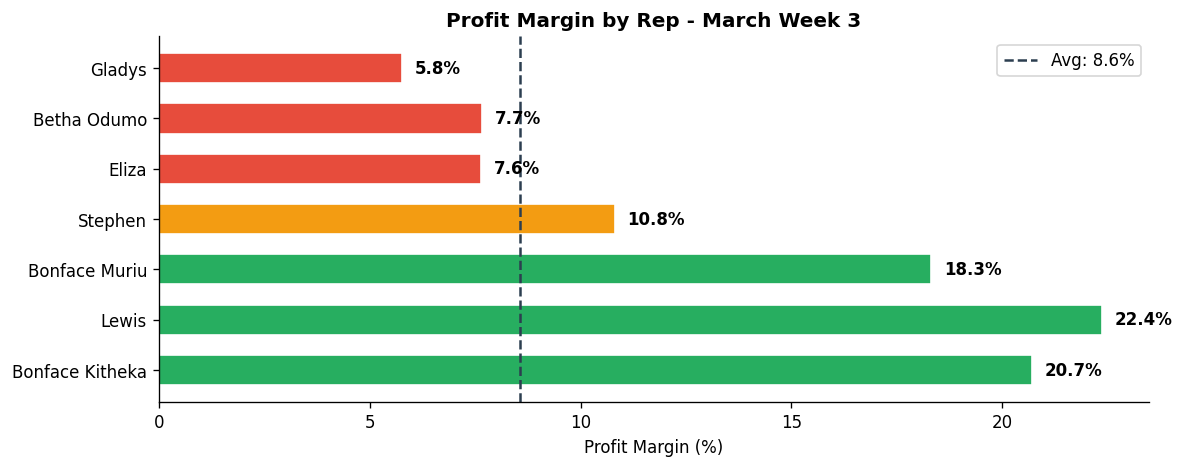 Profit Margin by Rep - March Week 3
Avg: 8.6%
Gladys 5.8%
Betha Odumo 7.7%
Eliza 7.6%
Stephen 10.8%
Bonface Muriu 18.3%
Lewis 22.4%
Bonface Kitheka 20.7%
0 5 10 15 20
Profit Margin (%)